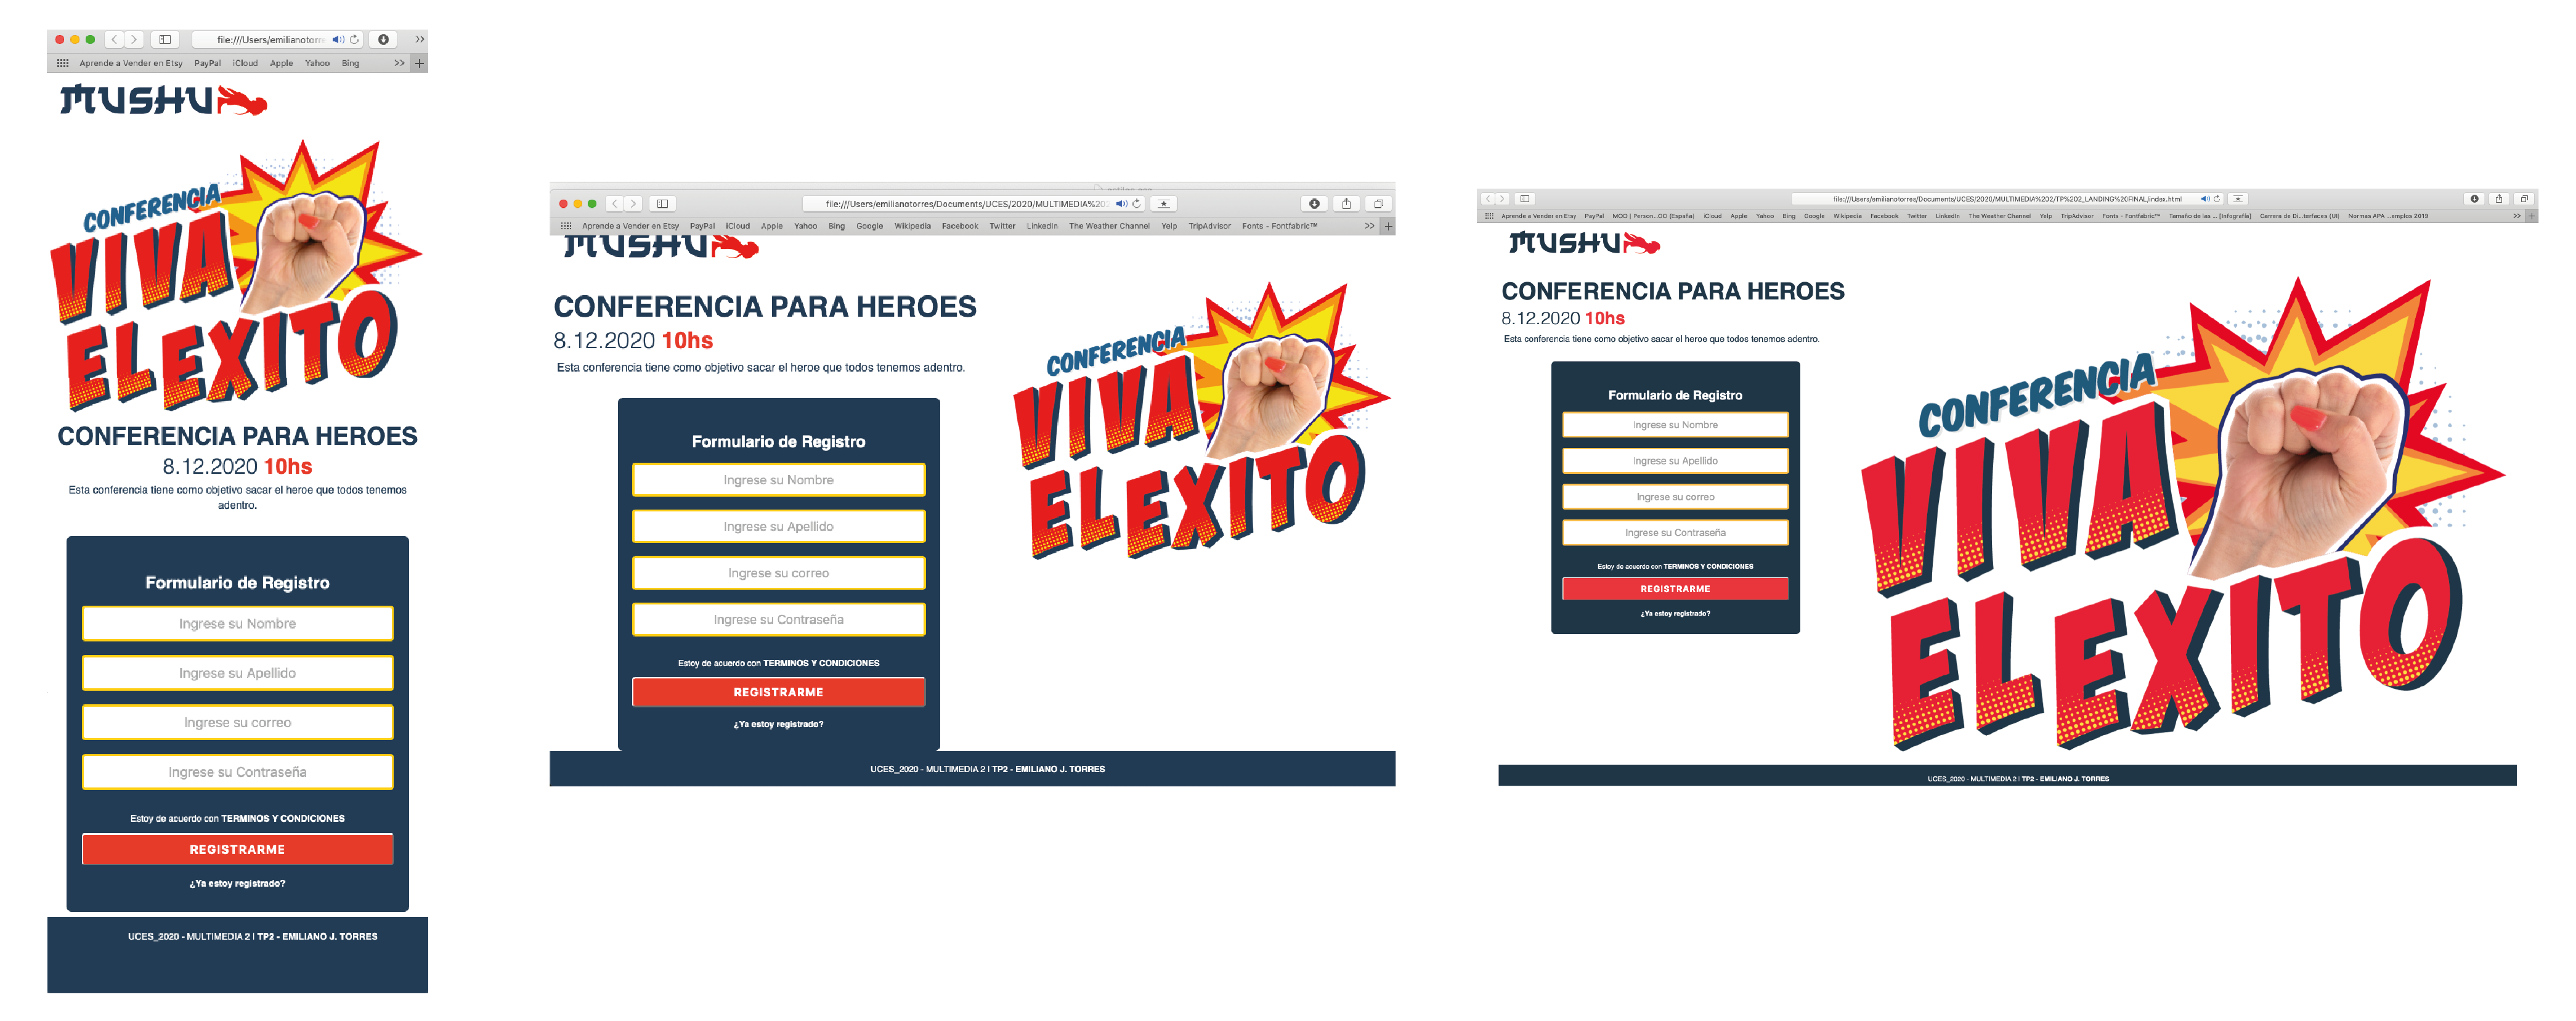 file:///Users/emilianotorre
Aprende a Vender en Etsy PayPal iCloud Apple Yahoo Bing >> +
MUSHU
CONFERENCIA
VIVA
ELEXITO
CONFERENCIA PARA HEROES
8.12.2020 10hs
Esta conferencia tiene como objetivo sacar el heroe que todos tenemos
adentro.
Formulario de Registro
Ingrese su Nombre
Ingrese su Apellido
Ingrese su correo
Ingrese su Contraseña
Estoy de acuerdo con TERMINOS Y CONDICIONES
REGISTRARME
¿Ya estoy registrado?
UCES_2020 - MULTIMEDIA 2 | TP2 - EMILIANO J. TORRES
file:///Users/emilianotorres/Documents/UCES/2020/MULTIMEDIA%202
Aprende a Vender en Etsy PayPal iCloud Apple Yahoo Bing Google Wikipedia Facebook Twitter LinkedIn The Weather Channel Yelp TripAdvisor Fonts - Fontfabric™ >> +
MUSHU
CONFERENCIA PARA HEROES
8.12.2020 10hs
Esta conferencia tiene como objetivo sacar el heroe que todos tenemos adentro.
CONFERENCIA
VIVA
ELEXITO
Formulario de Registro
Ingrese su Nombre
Ingrese su Apellido
Ingrese su correo
Ingrese su Contraseña
Estoy de acuerdo con TERMINOS Y CONDICIONES
REGISTRARME
¿Ya estoy registrado?
UCES_2020 - MULTIMEDIA 2 | TP2 - EMILIANO J. TORRES
file:///Users/emilianotorres/Documents/UCES/2020/MULTIMEDIA%202/TP%202_LANDING%20FINAL/index.html
Aprende a Vender en Etsy PayPal MOO | Person...OO (España) iCloud Apple Yahoo Bing Google Wikipedia Facebook Twitter LinkedIn The Weather Channel Yelp TripAdvisor Fonts - Fontfabric™ Tamaño de las ... [Infografía] Carrera de Di...terfaces (UI) Normas APA ...emplos 2019 >> +
MUSHU
CONFERENCIA PARA HEROES
8.12.2020 10hs
Esta conferencia tiene como objetivo sacar el heroe que todos tenemos adentro.
Formulario de Registro
Ingrese su Nombre
Ingrese su Apellido
Ingrese su correo
Ingrese su Contraseña
Estoy de acuerdo con TERMINOS Y CONDICIONES
REGISTRARME
¿Ya estoy registrado?
CONFERENCIA
VIVA
ELEXITO
UCES_2020 - MULTIMEDIA 2 | TP2 - EMILIANO J. TORRES